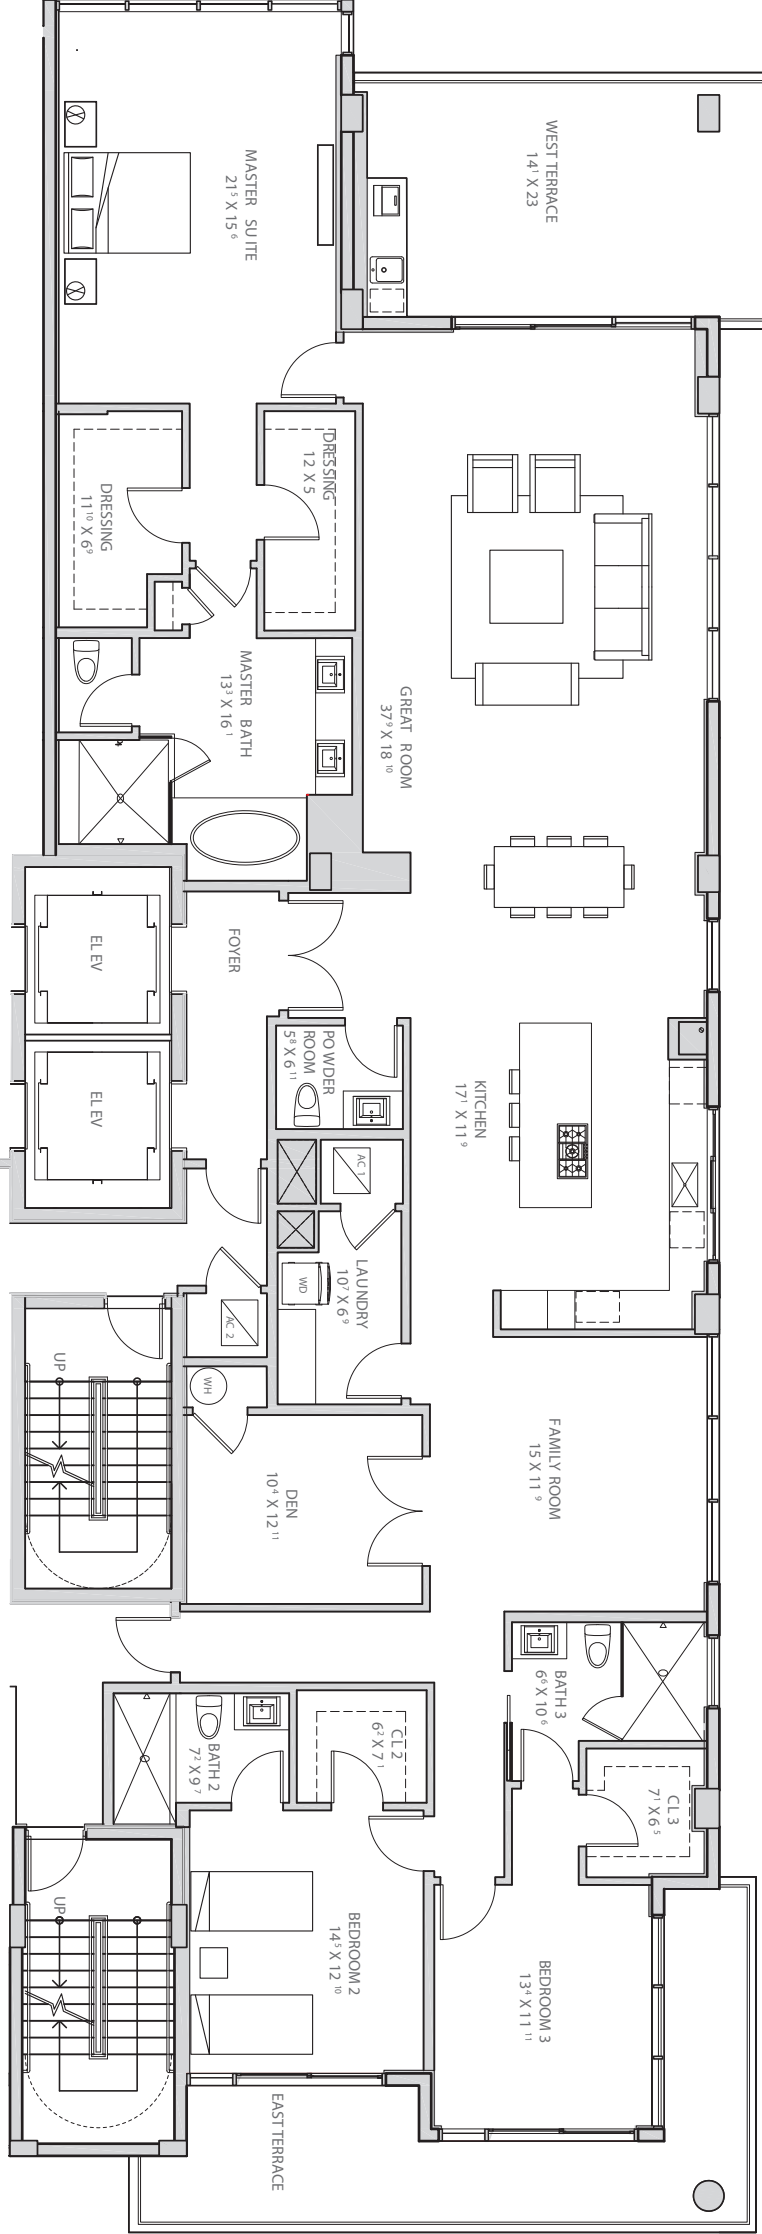 WEST TERRACE
14¹ X 23
MASTER SUITE
21⁵ X 15⁶
DRESSING
12 X 5
DRESSING
11¹⁰ X 6⁹
MASTER BATH
13³ X 16¹
GREAT ROOM
37⁹ X 18¹⁰
ELEV
FOYER
ELEV
POWDER
ROOM
5⁸ X 6¹¹
KITCHEN
17¹ X 11⁹
AC 1
LAUNDRY
10⁷ X 6⁹
WD
AC 2
UP
WH
FAMILY ROOM
15 X 11⁹
DEN
10⁴ X 12¹¹
BATH 3
6⁶ X 10⁶
BATH 2
7² X 9⁷
CL 2
6² X 7¹
CL 3
7¹ X 6⁵
UP
BEDROOM 2
14⁵ X 12¹⁰
BEDROOM 3
13⁴ X 11¹¹
EAST TERRACE